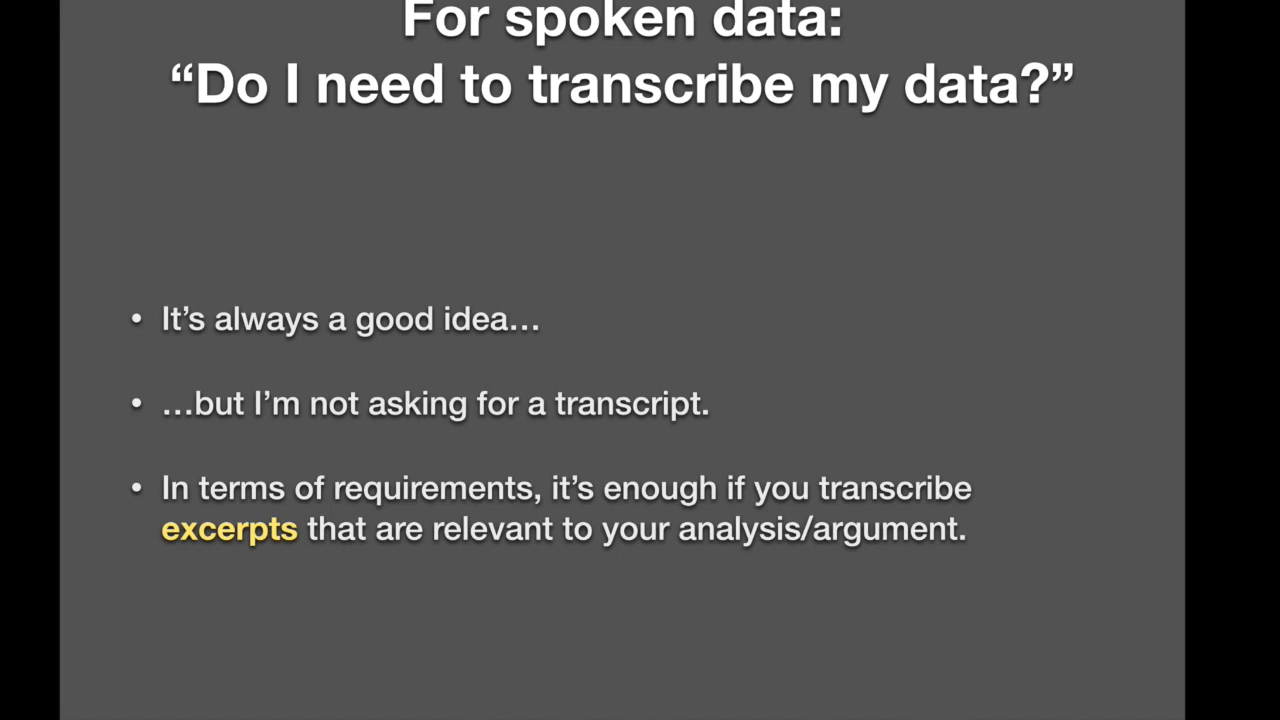 For spoken data:
“Do I need to transcribe my data?”
• It’s always a good idea…
• …but I’m not asking for a transcript.
• In terms of requirements, it’s enough if you transcribe
excerpts that are relevant to your analysis/argument.